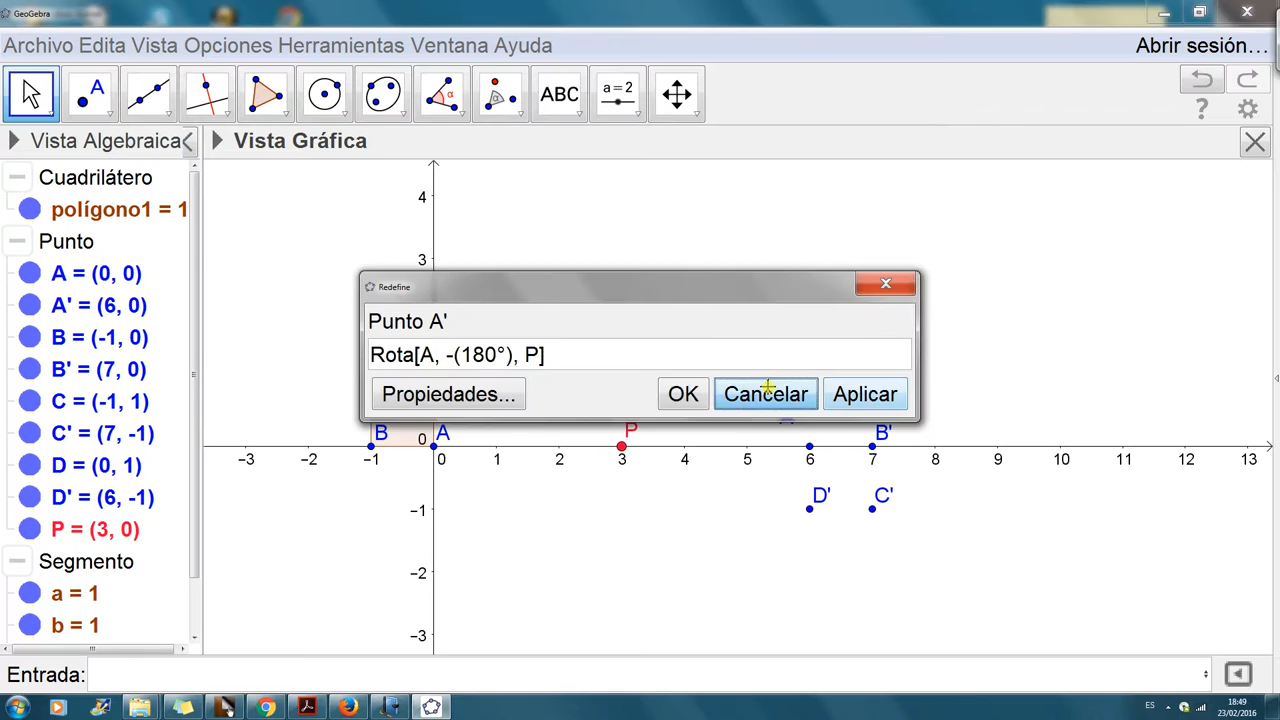 GeoGebra
Archivo Edita Vista Opciones Herramientas Ventana Ayuda
Abrir sesión...
A
α
α
ABC
a=2
?
Vista Algebraica
Vista Gráfica
Cuadrilátero
polígono1 = 1
Punto
A = (0, 0)
A' = (6, 0)
B = (-1, 0)
B' = (7, 0)
C = (-1, 1)
C' = (7, -1)
D = (0, 1)
D' = (6, -1)
P = (3, 0)
Segmento
a = 1
b = 1
4
3
Redefine
Punto A'
Rota[A, -(180°), P]
Propiedades...
OK
Cancelar
Aplicar
B
A
0
P
B'
−3
−2
−1
0
1
2
3
4
5
6
7
8
9
10
11
12
13
D'
C'
−1
−2
−3
Entrada:
ES
18:49
23/02/2016